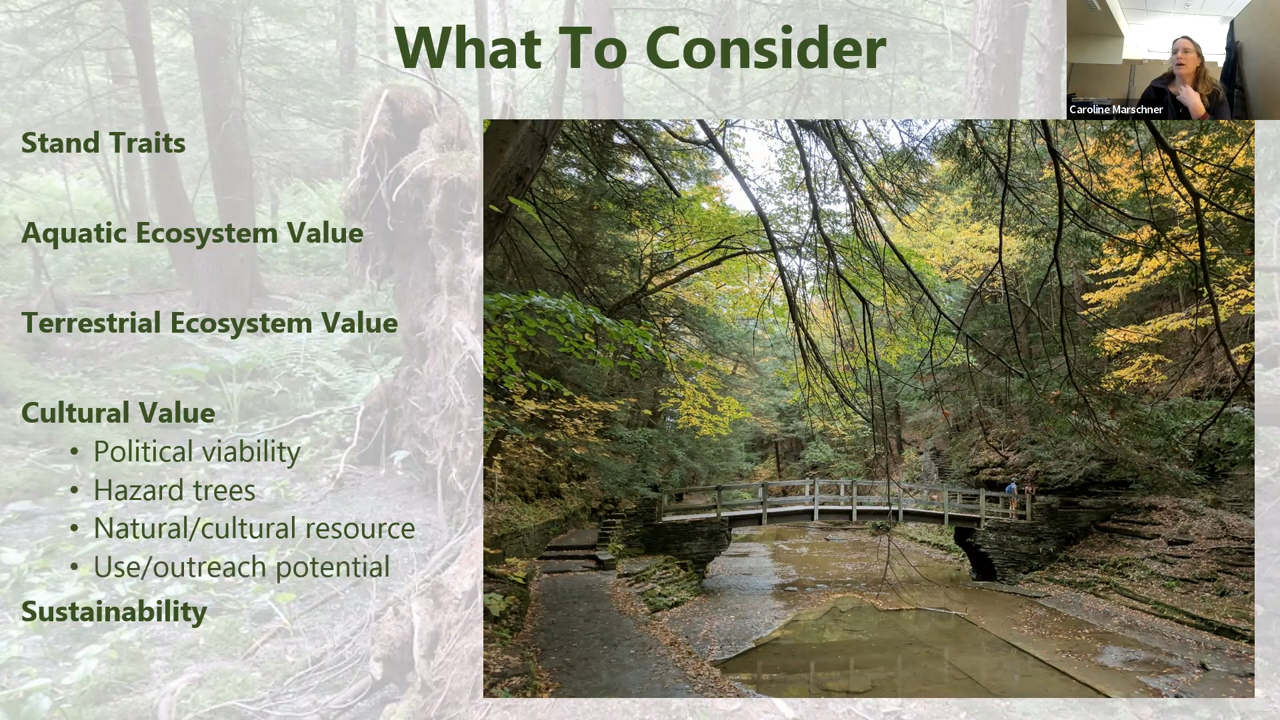 What To Consider
Caroline Marschner
Stand Traits
Aquatic Ecosystem Value
Terrestrial Ecosystem Value
Cultural Value
• Political viability
• Hazard trees
• Natural/cultural resource
• Use/outreach potential
Sustainability